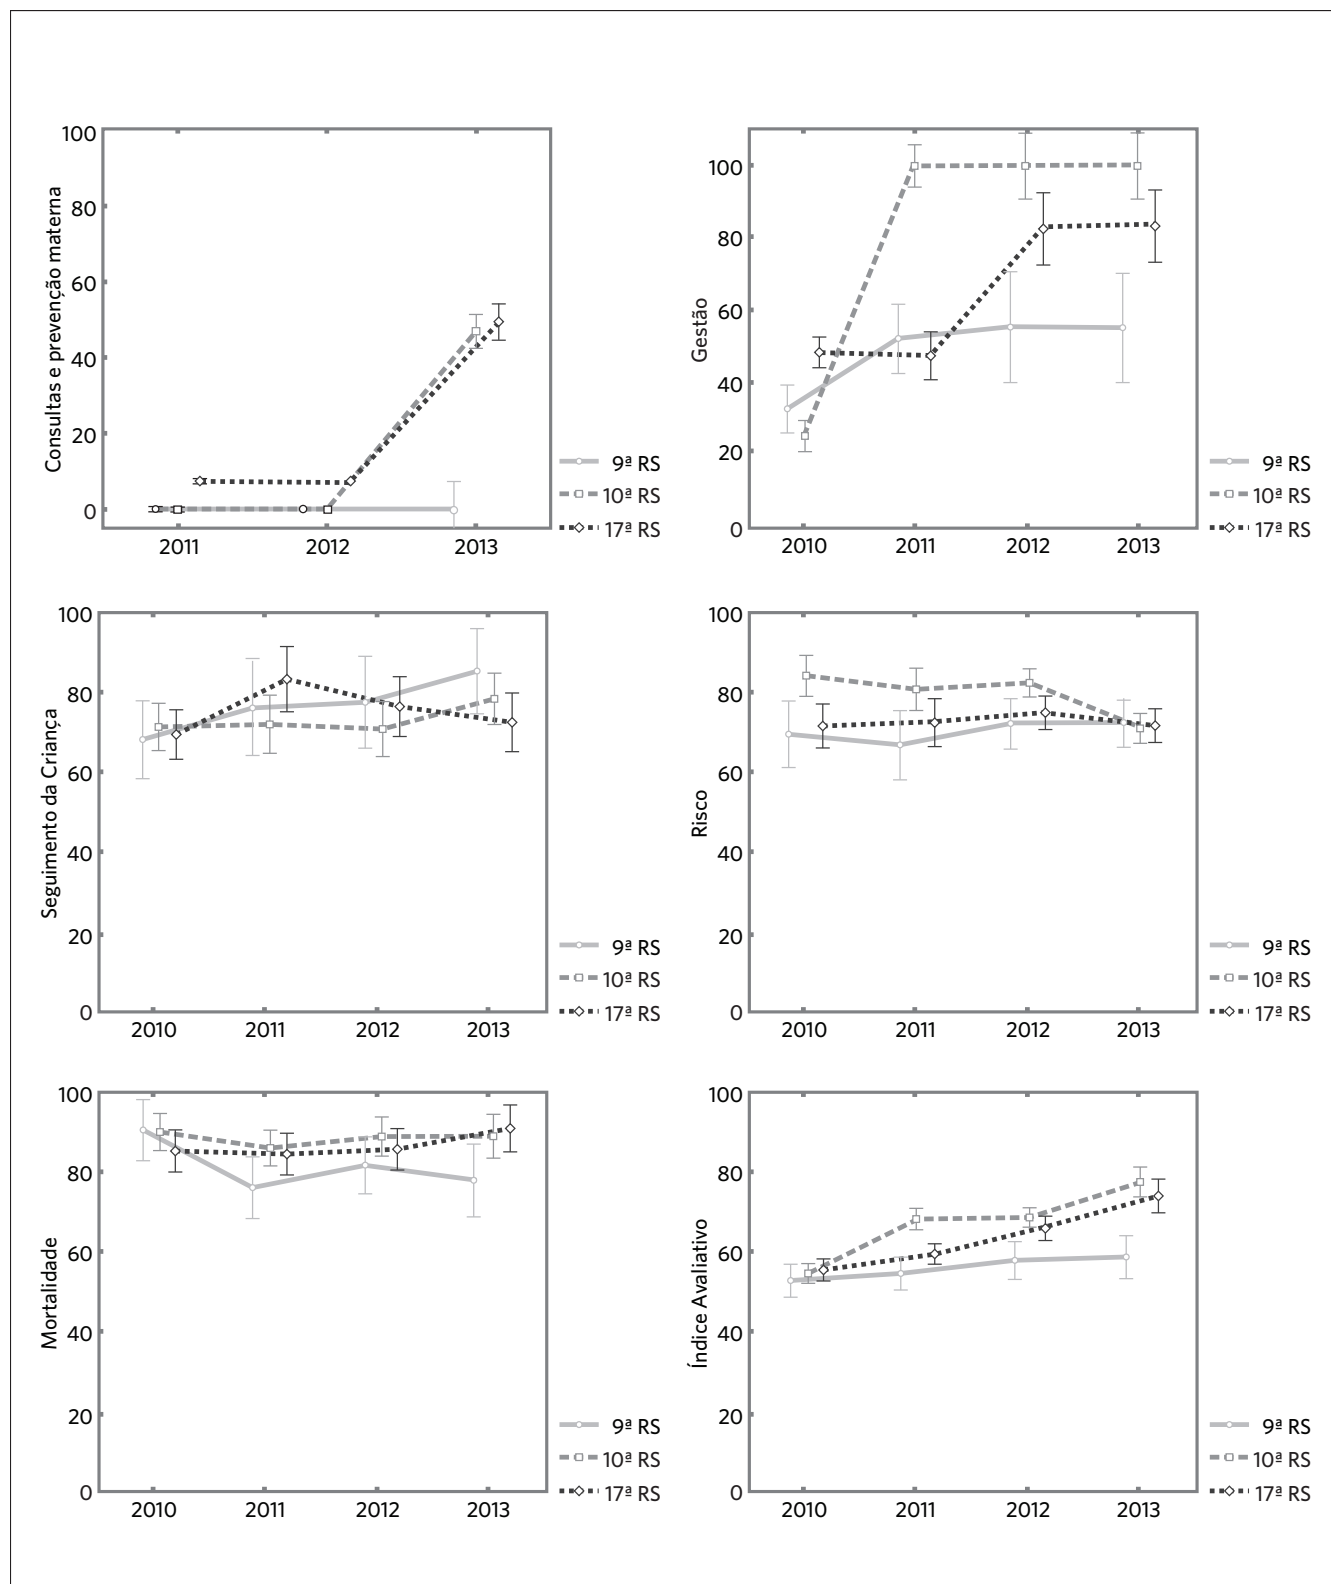 Consultas e prevenção materna
100
80
60
40
20
0
2011 2012 2013
9ª RS
10ª RS
17ª RS
Gestão
100
80
60
40
20
0
2010 2011 2012 2013
9ª RS
10ª RS
17ª RS
Seguimento da Criança
100
80
60
40
20
0
2010 2011 2012 2013
9ª RS
10ª RS
17ª RS
Risco
100
80
60
40
20
0
2010 2011 2012 2013
9ª RS
10ª RS
17ª RS
Mortalidade
100
80
60
40
20
0
2010 2011 2012 2013
9ª RS
10ª RS
17ª RS
Índice Avaliativo
100
80
60
40
20
0
2010 2011 2012 2013
9ª RS
10ª RS
17ª RS